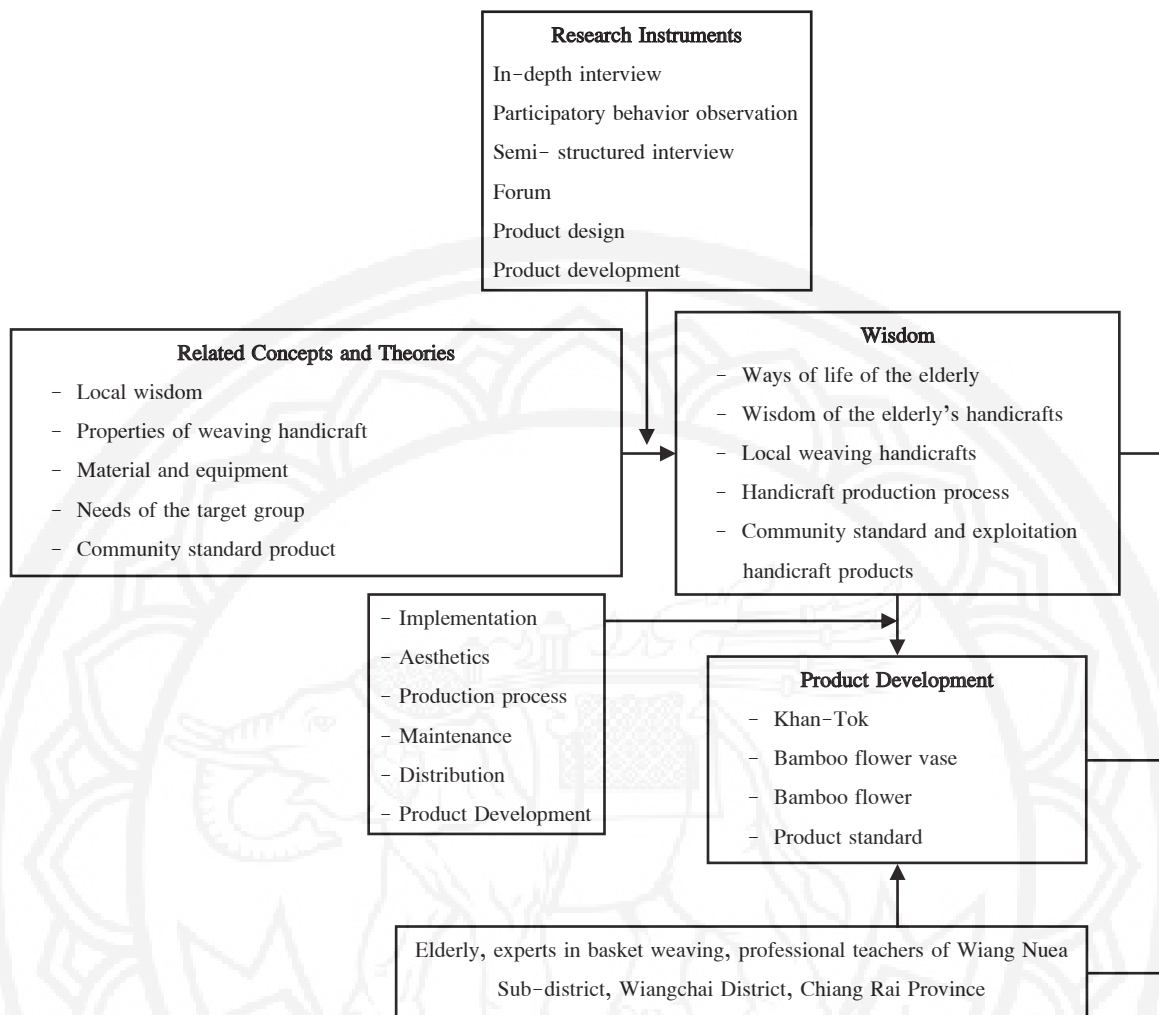 Research Instruments
In-depth interview
Participatory behavior observation
Semi- structured interview
Forum
Product design
Product development
Related Concepts and Theories
- Local wisdom
- Properties of weaving handicraft
- Material and equipment
- Needs of the target group
- Community standard product
Wisdom
- Ways of life of the elderly
- Wisdom of the elderly's handicrafts
- Local weaving handicrafts
- Handicraft production process
- Community standard and exploitation
handicraft products
- Implementation
- Aesthetics
- Production process
- Maintenance
- Distribution
- Product Development
Product Development
- Khan-Tok
- Bamboo flower vase
- Bamboo flower
- Product standard
Elderly, experts in basket weaving, professional teachers of Wiang Nuea
Sub-district, Wiangchai District, Chiang Rai Province